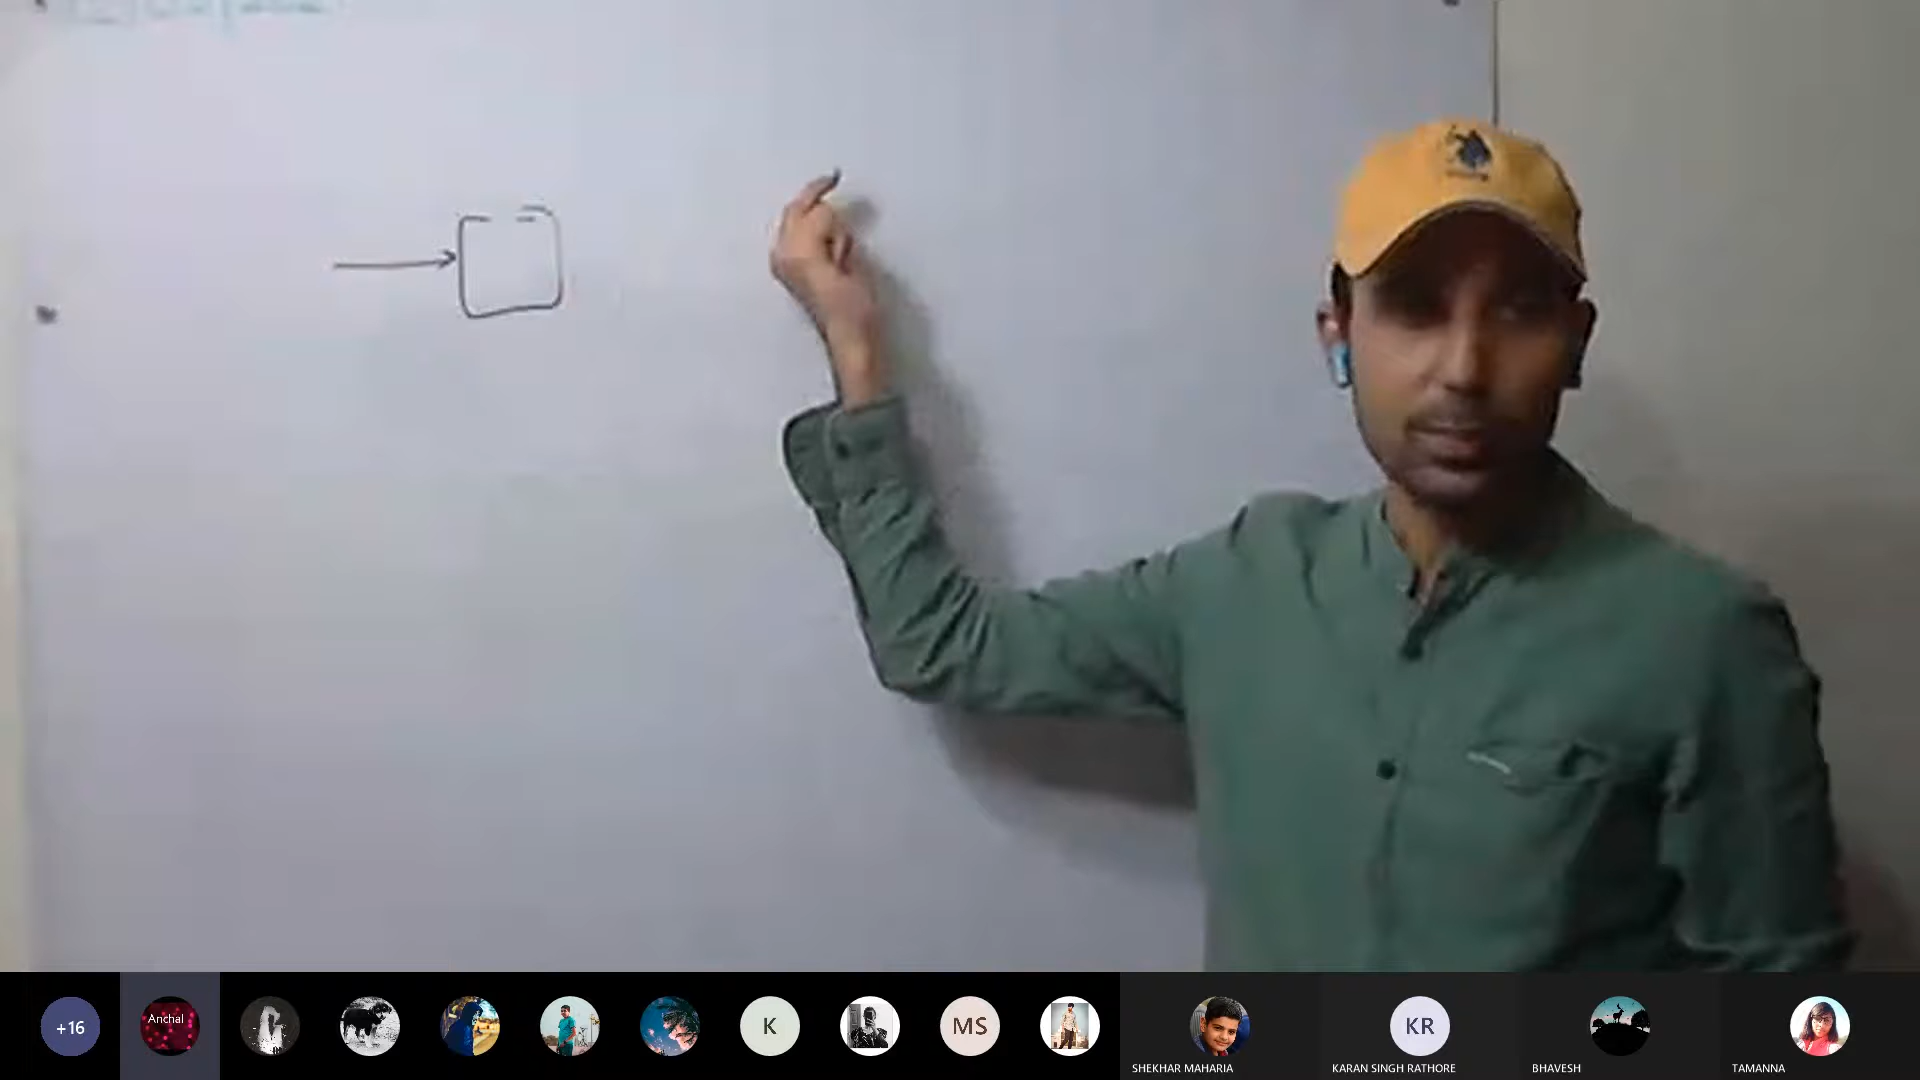 +16
Anchal
K
MS
KR
SHEKHAR MAHARIA
KARAN SINGH RATHORE
BHAVESH
TAMANNA